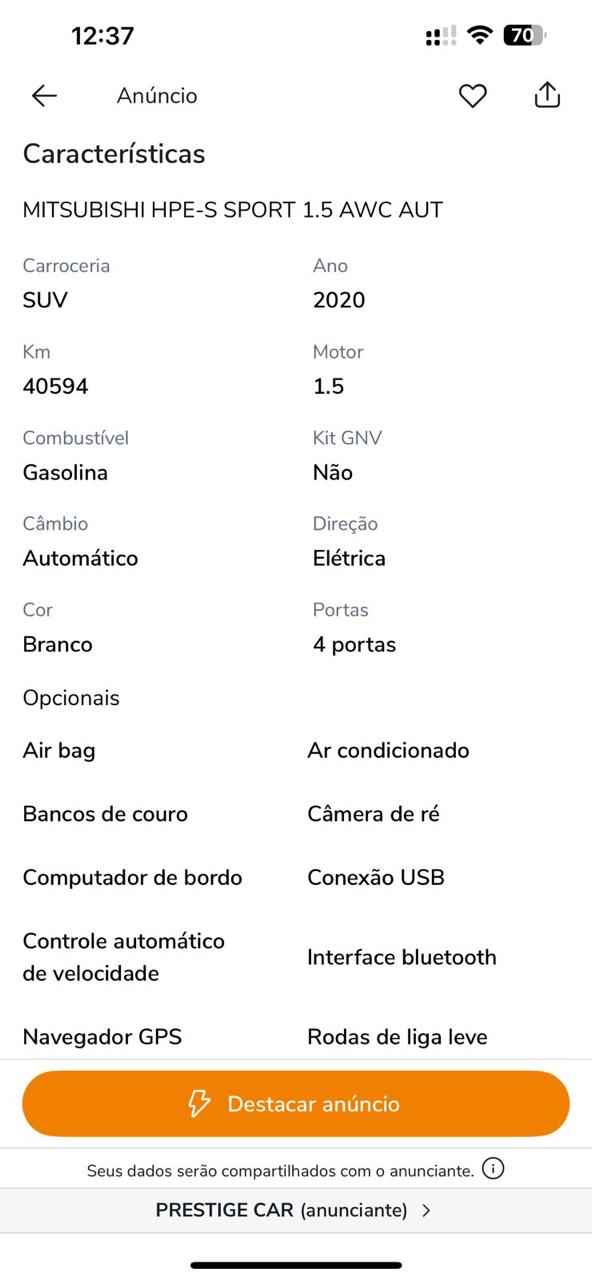 12:37
70
Anúncio
Características
MITSUBISHI HPE-S SPORT 1.5 AWC AUT
Carroceria
Ano
SUV
2020
Km
Motor
40594
1.5
Combustível
Kit GNV
Gasolina
Não
Câmbio
Direção
Automático
Elétrica
Cor
Portas
Branco
4 portas
Opcionais
Air bag
Ar condicionado
Bancos de couro
Câmera de ré
Computador de bordo
Conexão USB
Controle automático
de velocidade
Interface bluetooth
Navegador GPS
Rodas de liga leve
Destacar anúncio
Seus dados serão compartilhados com o anunciante.
PRESTIGE CAR (anunciante)